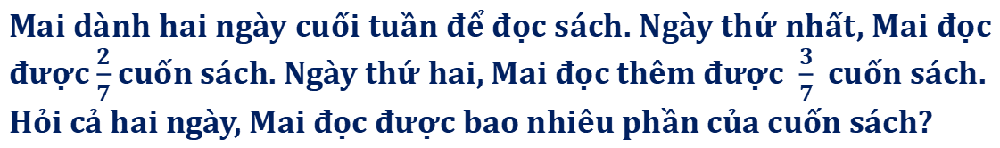 Mai dành hai ngày cuối tuần để đọc sách. Ngày thứ nhất, Mai đọc
được 2/7 cuốn sách. Ngày thứ hai, Mai đọc thêm được 3/7 cuốn sách.
Hỏi cả hai ngày, Mai đọc được bao nhiêu phần của cuốn sách?